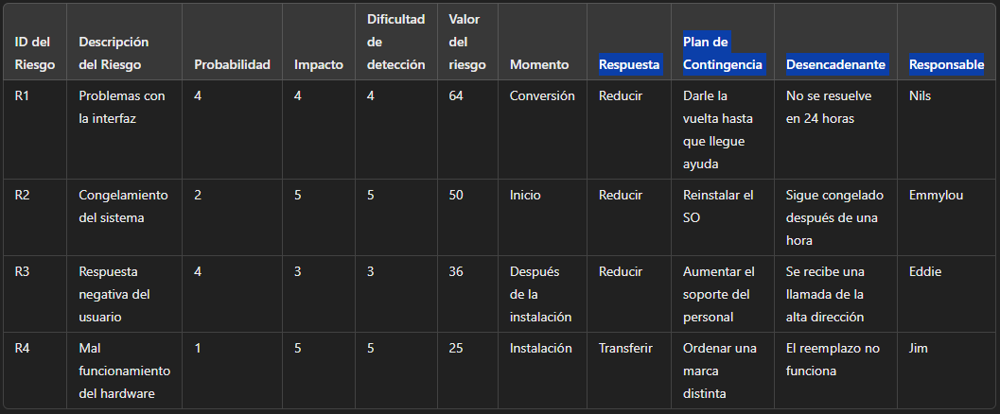 ID del Riesgo | Descripción del Riesgo | Probabilidad | Impacto | Dificultad de detección | Valor del riesgo | Momento | Respuesta | Plan de Contingencia | Desencadenante | Responsable
R1 | Problemas con la interfaz | 4 | 4 | 4 | 64 | Conversión | Reducir | Darle la vuelta hasta que llegue ayuda | No se resuelve en 24 horas | Nils
R2 | Congelamiento del sistema | 2 | 5 | 5 | 50 | Inicio | Reducir | Reinstalar el SO | Sigue congelado después de una hora | Emmylou
R3 | Respuesta negativa del usuario | 4 | 3 | 3 | 36 | Después de la instalación | Reducir | Aumentar el soporte del personal | Se recibe una llamada de la alta dirección | Eddie
R4 | Mal funcionamiento del hardware | 1 | 5 | 5 | 25 | Instalación | Transferir | Ordenar una marca distinta | El reemplazo no funciona | Jim